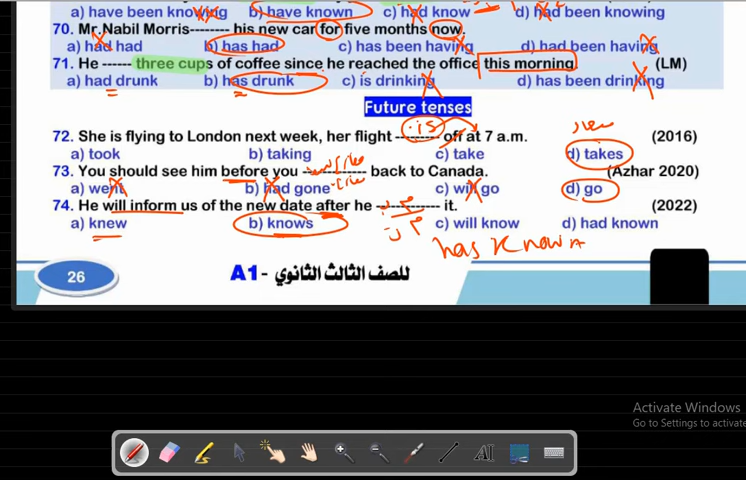 a) have been knowing b) have known c) had know d) had been knowing
70. Mr.Nabil Morris-------- his new car for five months now.
a) had had b) has had c) has been having d) had been having
71. He ------ three cups of coffee since he reached the office this morning. (LM)
a) had drunk b) has drunk c) is drinking d) has been drinking
Future tenses
72. She is flying to London next week, her flight --------- off at 7 a.m. (2016)
is
a) took b) taking c) take d) takes
73. You should see him before you ------------ back to Canada. (Azhar 2020)
a) went b) had gone c) will go d) go
74. He will inform us of the new date after he ------------ it. (2022)
a) knew b) knows c) will know d) had known
has known
26
A1- للصف الثالث الثانوي
Activate Windows
Go to Settings to activate
AI